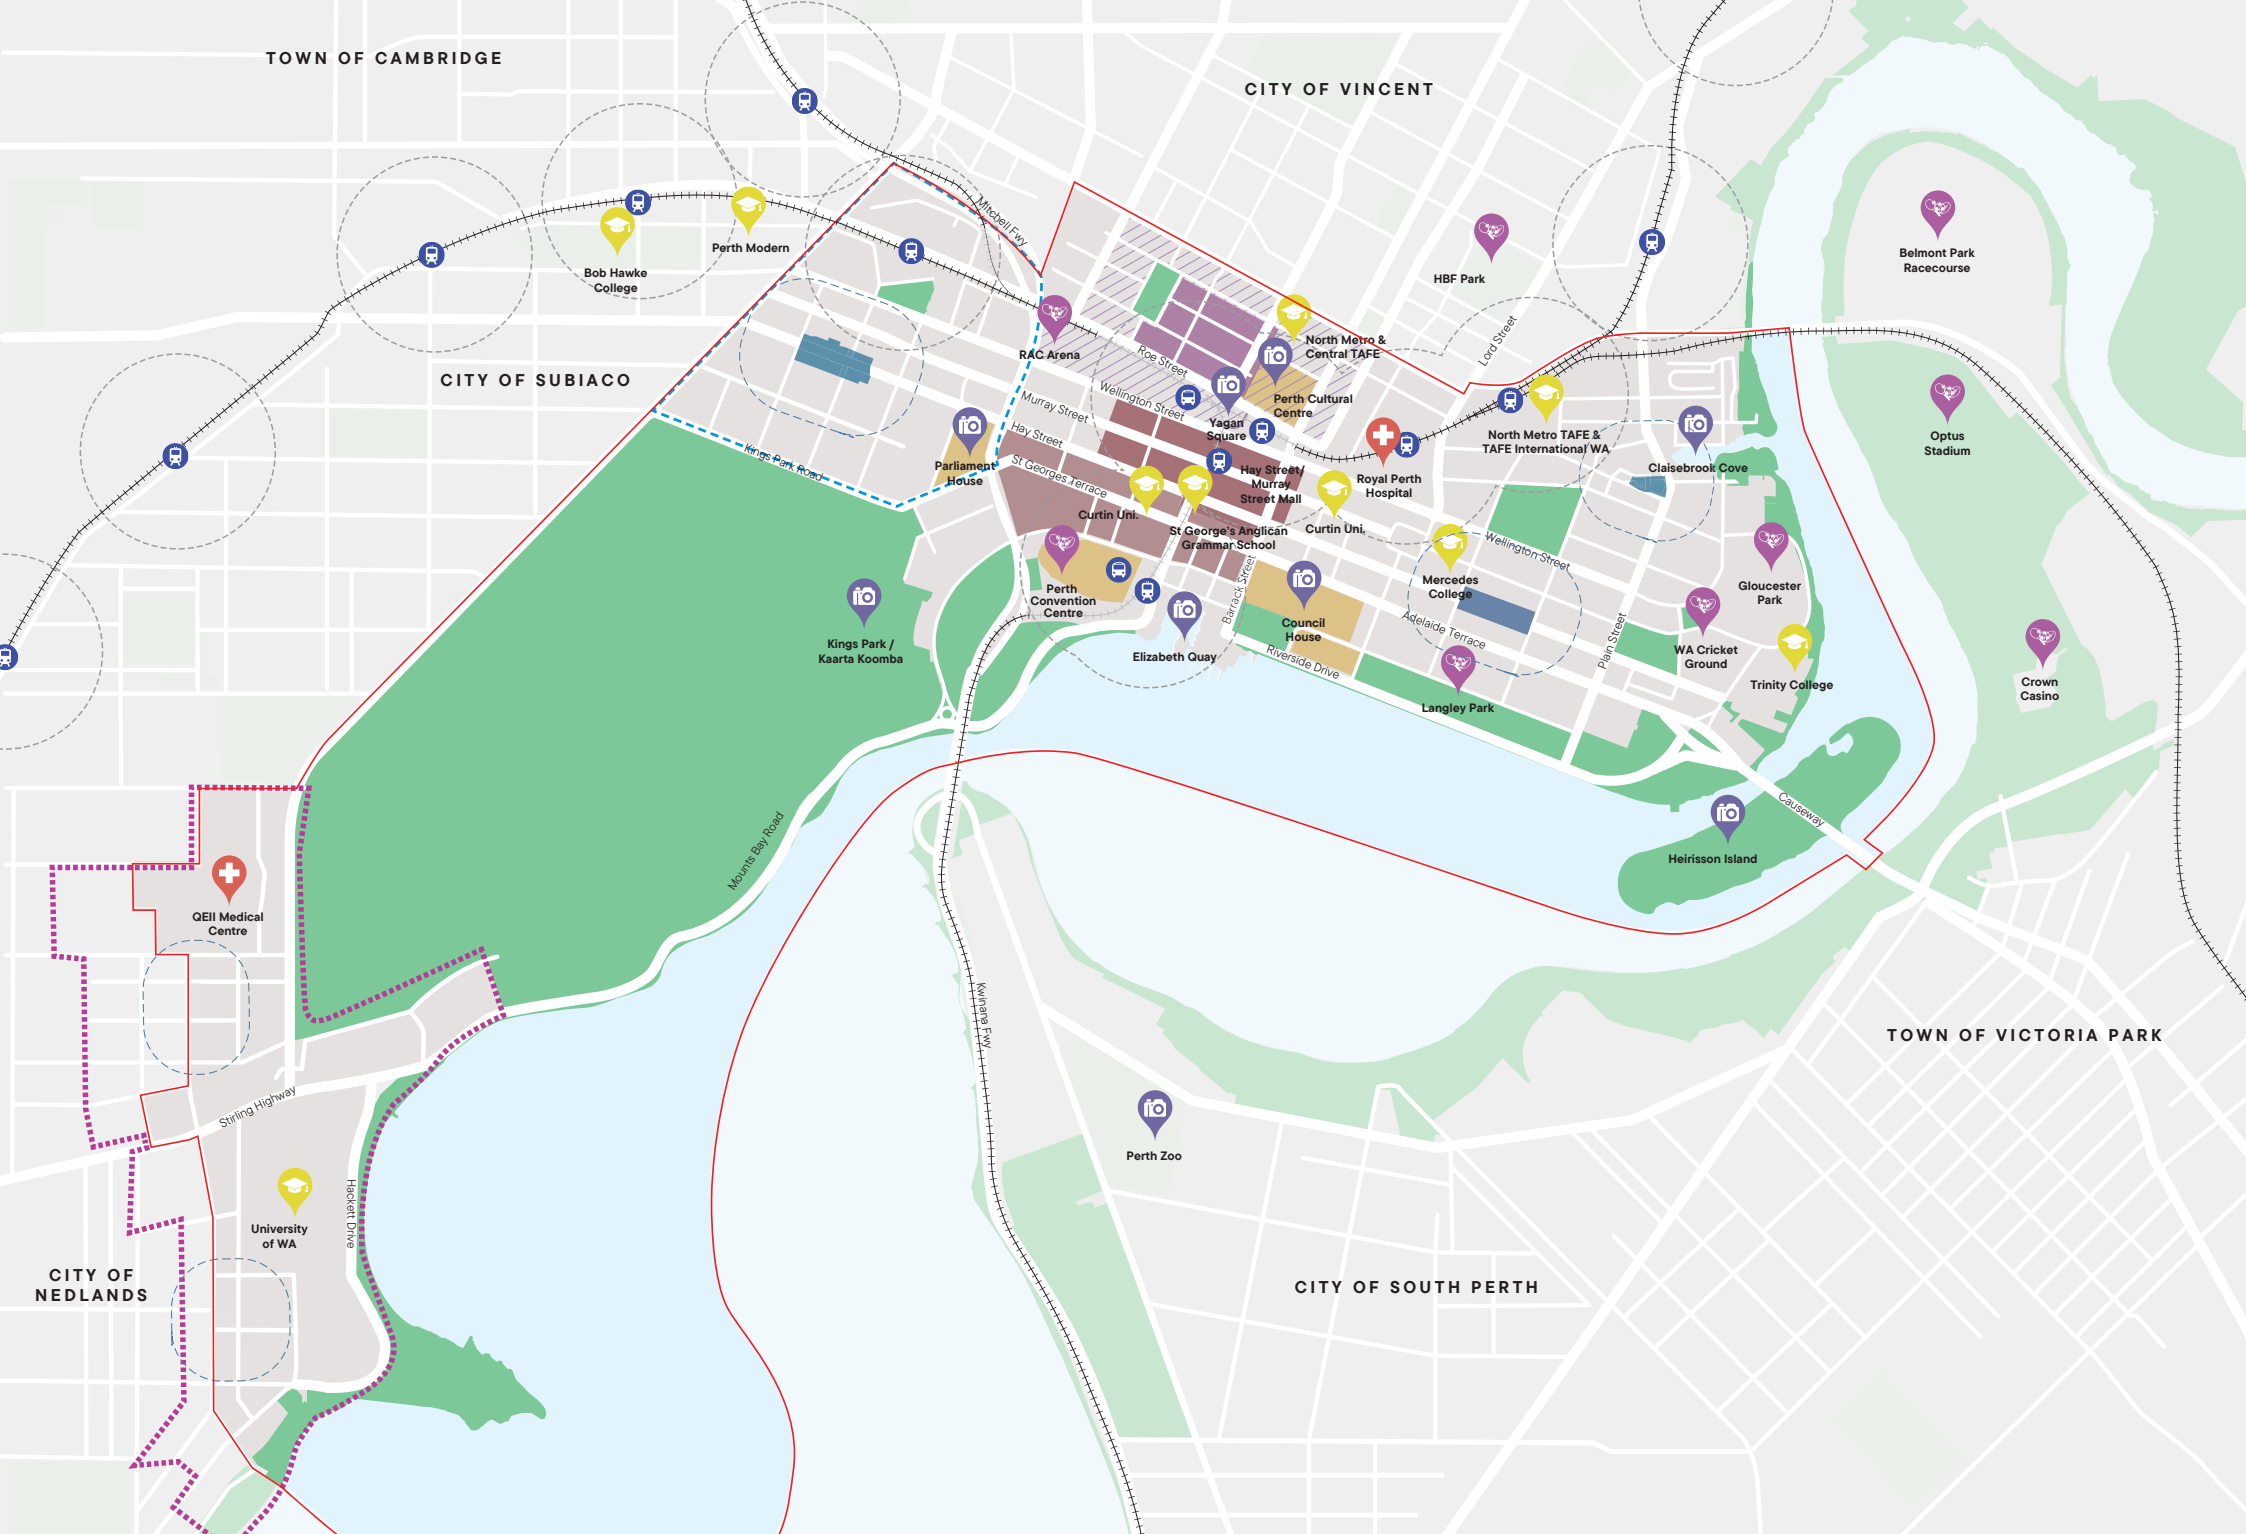 TOWN OF CAMBRIDGE
CITY OF VINCENT
Mitchell Fwy
Perth Modern
Bob Hawke
College
HBF Park
Belmont Park
Racecourse
RAC Arena
North Metro &
Central TAFE
Roe Street
Lord Street
CITY OF SUBIACO
Wellington Street
Murray Street
Perth Cultural
Centre
Yagan
Square
Hay Street
North Metro TAFE &
TAFE International WA
Optus
Stadium
Kings Park Road
Parliament
House
St Georges Terrace
Hay Street/
Murray
Street Mall
Royal Perth
Hospital
Claisebrook Cove
Curtin Uni.
St George's Anglican
Grammar School
Curtin Uni.
Wellington Street
Mercedes
College
Gloucester
Park
Perth
Convention
Centre
Barrack Street
Council
House
Adelaide Terrace
Plain Street
Kings Park /
Kaarta Koomba
Elizabeth Quay
Riverside Drive
WA Cricket
Ground
Trinity College
Crown
Casino
Langley Park
Causeway
Mounts Bay Road
Heirisson Island
QEII Medical
Centre
Kwinana Fwy
TOWN OF VICTORIA PARK
Stirling Highway
Perth Zoo
Hackett Drive
University
of WA
CITY OF
NEDLANDS
CITY OF SOUTH PERTH